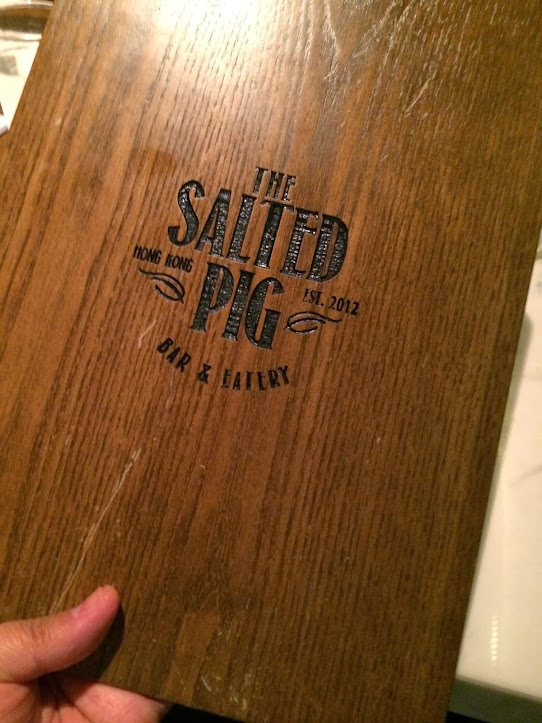 THE
SALTED
HONG KONG
PIG
EST. 2012
BAR & EATERY